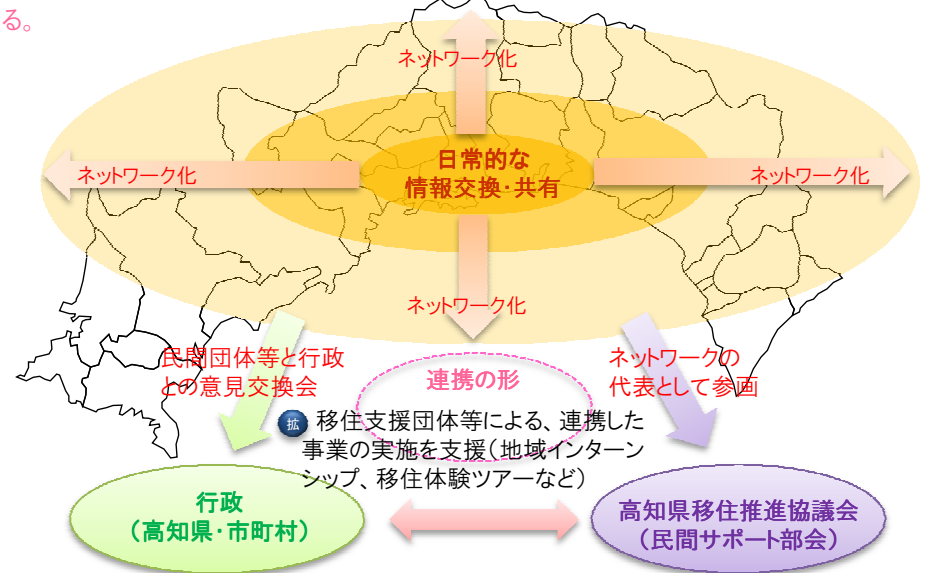 る。
ネットワーク化
日常的な
情報交換・共有
ネットワーク化
ネットワーク化
ネットワーク化
民間団体等と行政
との意見交換会
連携の形
ネットワークの
代表として参画
拡 移住支援団体等による、連携した
事業の実施を支援（地域インターン
シップ、移住体験ツアーなど）
行政
（高知県・市町村）
高知県移住推進協議会
（民間サポート部会）